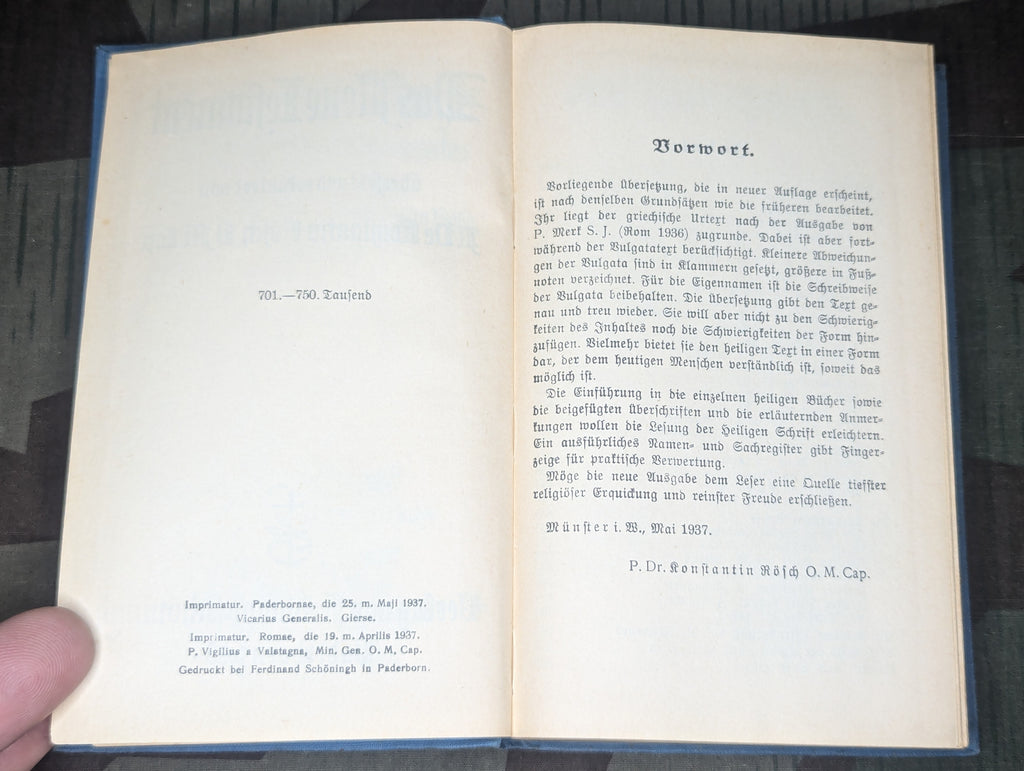 701.—750. Tausend
Imprimatur. Paderbornae, die 25. m. Maji 1937.
Vicarius Generalis. Gierse.
Imprimatur. Romae, die 19. m. Aprilis 1937.
P. Vigilius a Valstagna, Min. Gen. O. M. Cap.
Gedruckt bei Ferdinand Schöningh in Paderborn.
Vorwort.
Vorliegende Übersetzung, die in neuer Auflage erscheint,
ist nach denselben Grundsätzen wie die früheren bearbeitet.
Ihr liegt der griechische Urtext nach der Ausgabe von
P. Merk S. J. (Rom 1936) zugrunde. Dabei ist aber fort-
während der Vulgatatext berücksichtigt. Kleinere Abweichun-
gen der Vulgata sind in Klammern gesetzt, größere in Fuß-
noten verzeichnet. Für die Eigennamen ist die Schreibweise
der Vulgata beibehalten. Die Übersetzung gibt den Text ge-
nau und treu wieder. Sie will aber nicht zu den Schwierig-
keiten des Inhaltes noch die Schwierigkeiten der Form hin-
zufügen. Vielmehr bietet sie den heiligen Text in einer Form
dar, der dem heutigen Menschen verständlich ist, soweit das
möglich ist.
Die Einführung in die einzelnen heiligen Bücher sowie
die beigefügten Überschriften und die erläuternden Anmer-
kungen wollen die Lesung der Heiligen Schrift erleichtern.
Ein ausführliches Namen- und Sachregister gibt Finger-
zeige für praktische Verwertung.
Möge die neue Ausgabe dem Leser eine Quelle tiefster
religiöser Erquickung und reinster Freude erschließen.
Münster i. W., Mai 1937.
P. Dr. Konstantin Rösch O. M. Cap.